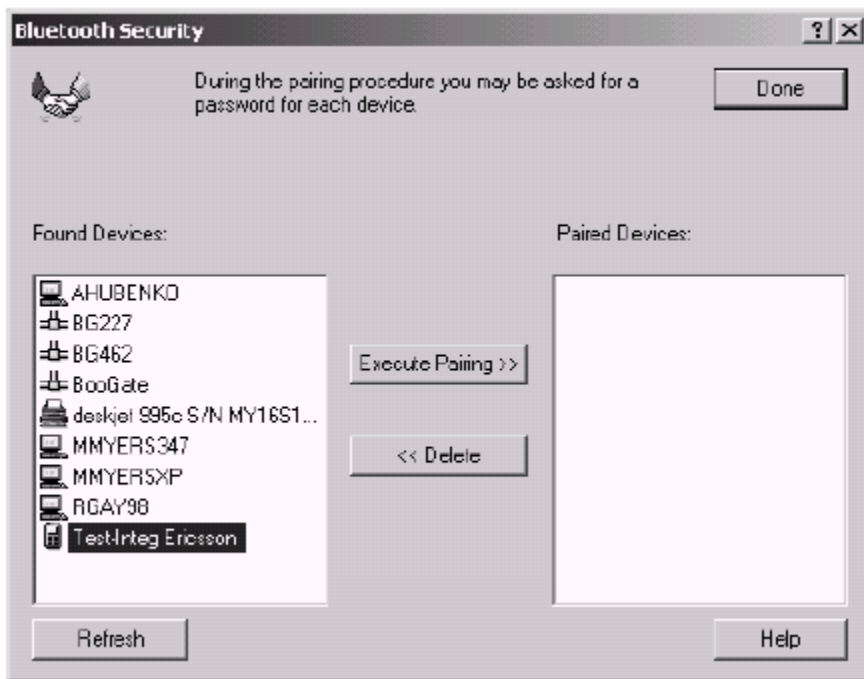 Bluetooth Security
During the pairing procedure you may be asked for a
password for each device.
Done
Found Devices:
Paired Devices:
AHUBENKO
BG227
BG462
BooGate
deskjet 995c S/N MY16S1...
MMYERS347
MMYERSXP
RGAY98
Test-Integ Ericsson
Execute Pairing >>
<< Delete
Refresh
Help